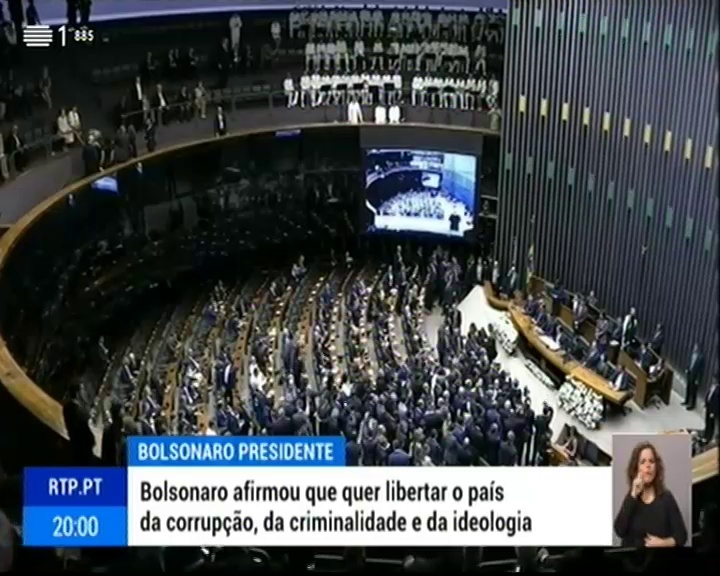 1 885
BOLSONARO PRESIDENTE
RTP.PT
20:00
Bolsonaro afirmou que quer libertar o país
da corrupção, da criminalidade e da ideologia